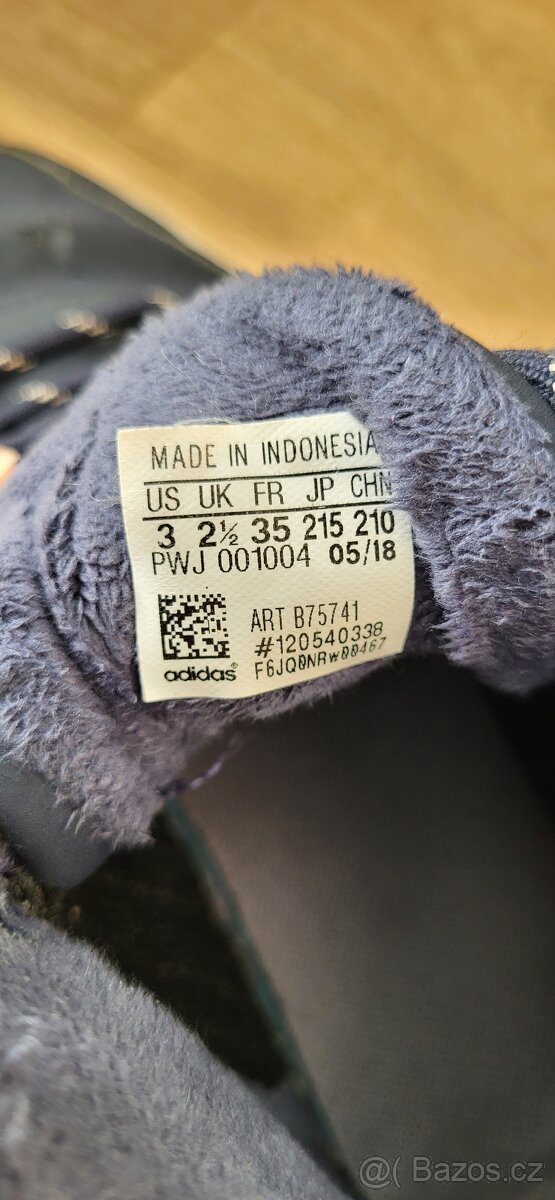 MADE IN INDONESIA
US UK FR JP CHN
3 2½ 35 215 210
PWJ 001004 05/18
ART B75741
#120540338
F6JQ0NRw00467
adidas®
@( Bazos.cz